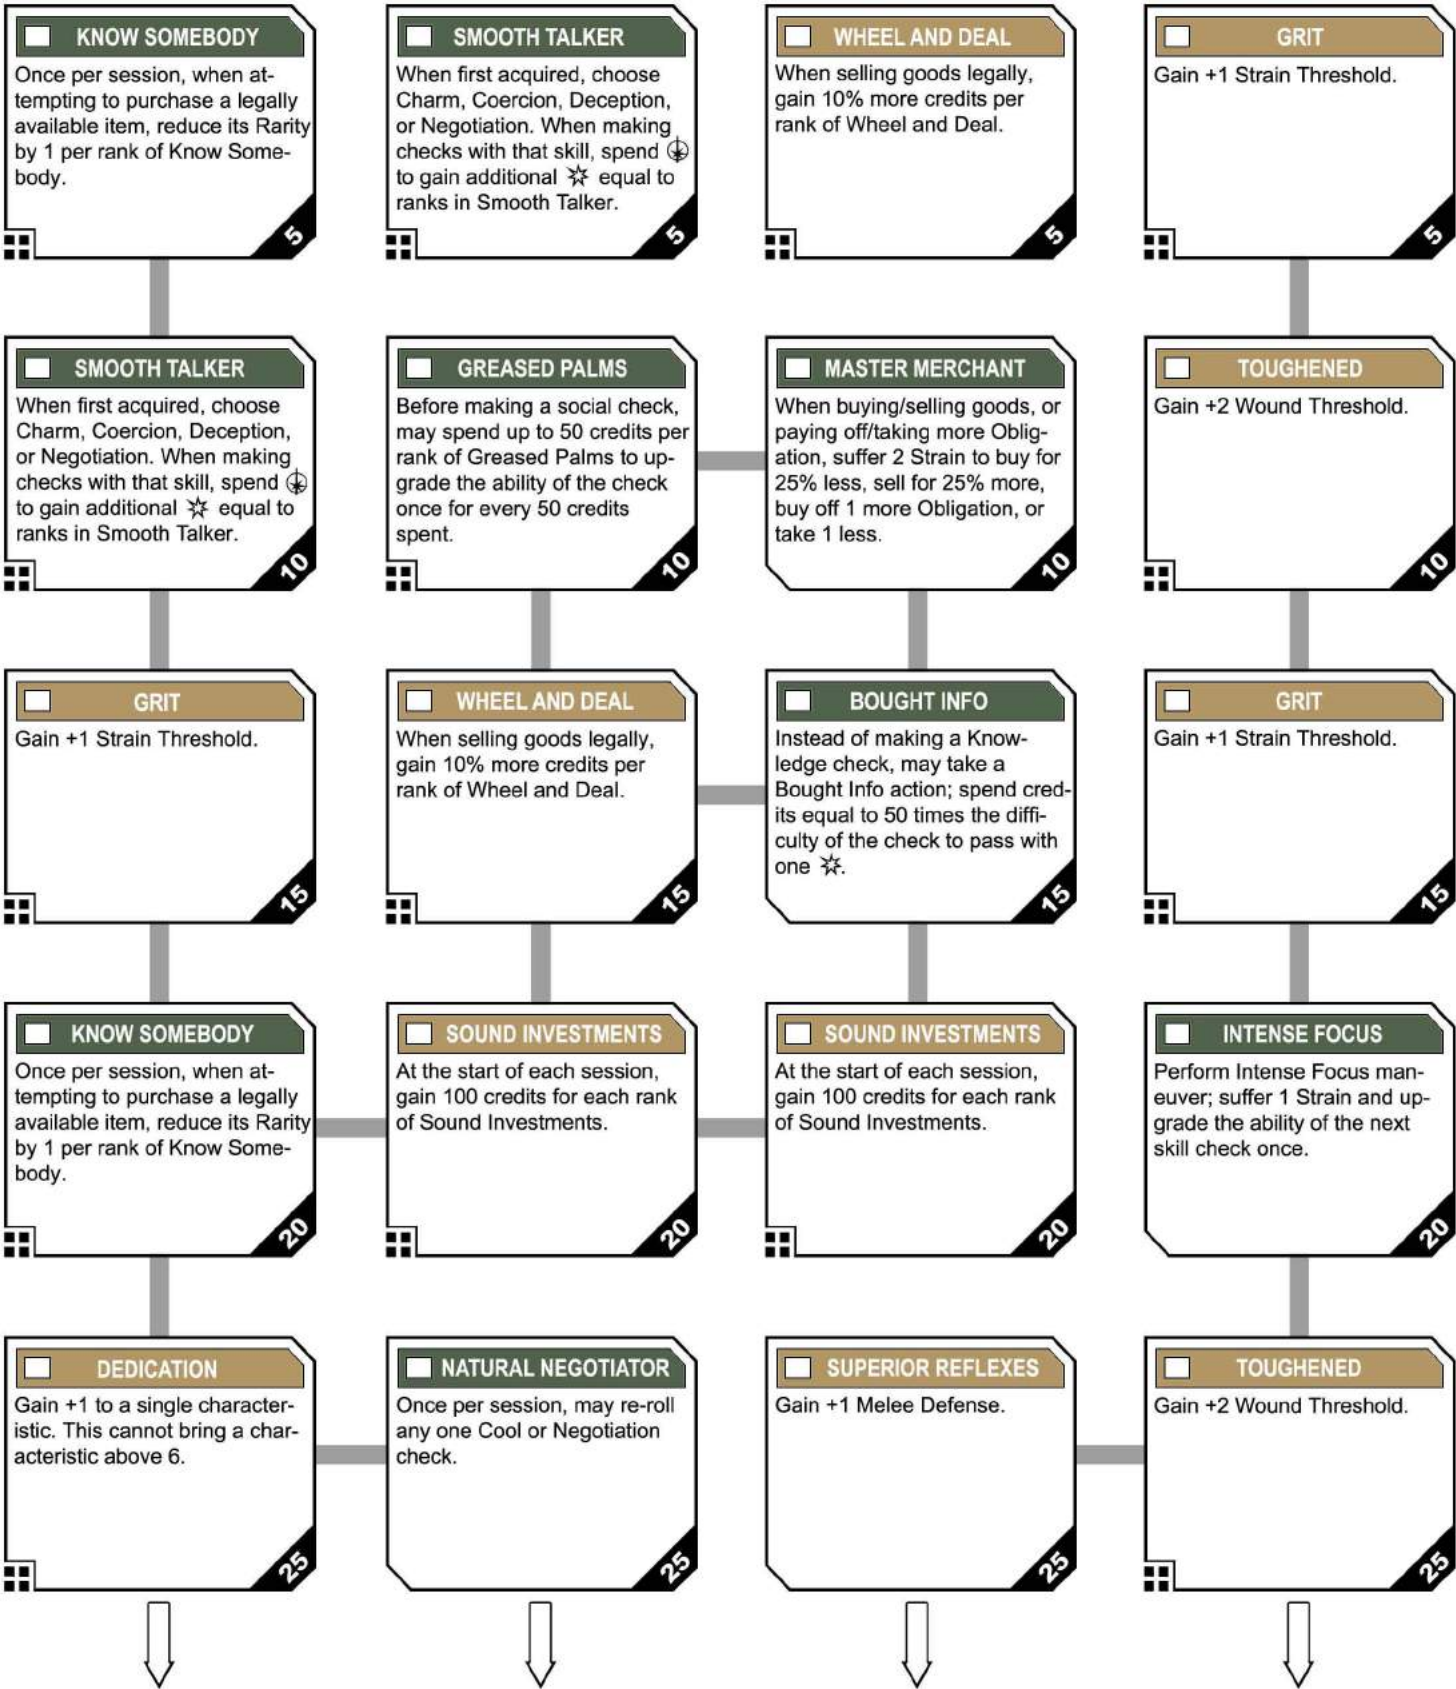 KNOW SOMEBODY
Once per session, when at-
tempting to purchase a legally
available item, reduce its Rarity
by 1 per rank of Know Some-
body.
5
SMOOTH TALKER
When first acquired, choose
Charm, Coercion, Deception,
or Negotiation. When making
checks with that skill, spend
to gain additional equal to
ranks in Smooth Talker.
5
WHEEL AND DEAL
When selling goods legally,
gain 10% more credits per
rank of Wheel and Deal.
5
GRIT
Gain +1 Strain Threshold.
5
SMOOTH TALKER
When first acquired, choose
Charm, Coercion, Deception,
or Negotiation. When making
checks with that skill, spend
to gain additional equal to
ranks in Smooth Talker.
10
GREASED PALMS
Before making a social check,
may spend up to 50 credits per
rank of Greased Palms to up-
grade the ability of the check
once for every 50 credits
spent.
10
MASTER MERCHANT
When buying/selling goods, or
paying off/taking more Oblig-
ation, suffer 2 Strain to buy for
25% less, sell for 25% more,
buy off 1 more Obligation, or
take 1 less.
10
TOUGHENED
Gain +2 Wound Threshold.
10
GRIT
Gain +1 Strain Threshold.
15
WHEEL AND DEAL
When selling goods legally,
gain 10% more credits per
rank of Wheel and Deal.
15
BOUGHT INFO
Instead of making a Know-
ledge check, may take a
Bought Info action; spend cred-
its equal to 50 times the diffi-
culty of the check to pass with
one .
15
GRIT
Gain +1 Strain Threshold.
15
KNOW SOMEBODY
Once per session, when at-
tempting to purchase a legally
available item, reduce its Rarity
by 1 per rank of Know Some-
body.
20
SOUND INVESTMENTS
At the start of each session,
gain 100 credits for each rank
of Sound Investments.
20
SOUND INVESTMENTS
At the start of each session,
gain 100 credits for each rank
of Sound Investments.
20
INTENSE FOCUS
Perform Intense Focus man-
euver; suffer 1 Strain and up-
grade the ability of the next
skill check once.
20
DEDICATION
Gain +1 to a single character-
istic. This cannot bring a char-
acteristic above 6.
25
NATURAL NEGOTIATOR
Once per session, may re-roll
any one Cool or Negotiation
check.
25
SUPERIOR REFLEXES
Gain +1 Melee Defense.
25
TOUGHENED
Gain +2 Wound Threshold.
25